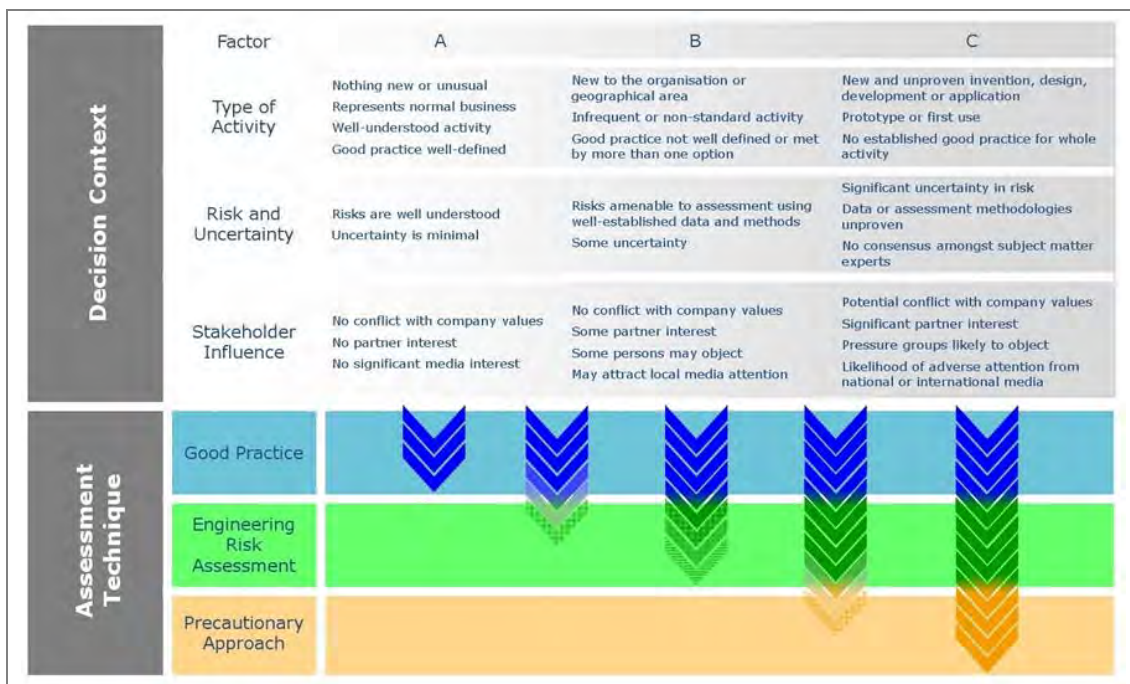 Decision Context
Factor
A
B
C
Type of
Activity
Nothing new or unusual
Represents normal business
Well-understood activity
Good practice well-defined
New to the organisation or
geographical area
Infrequent or non-standard activity
Good practice not well defined or met
by more than one option
New and unproven invention, design,
development or application
Prototype or first use
No established good practice for whole
activity
Risk and
Uncertainty
Risks are well understood
Uncertainty is minimal
Risks amenable to assessment using
well-established data and methods
Some uncertainty
Significant uncertainty in risk
Data or assessment methodologies
unproven
No consensus amongst subject matter
experts
Stakeholder
Influence
No conflict with company values
No partner interest
No significant media interest
No conflict with company values
Some partner interest
Some persons may object
May attract local media attention
Potential conflict with company values
Significant partner interest
Pressure groups likely to object
Likelihood of adverse attention from
national or international media
Assessment
Technique
Good Practice
Engineering
Risk
Assessment
Precautionary
Approach